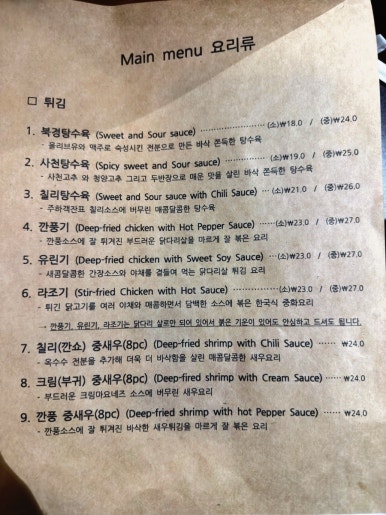 Main menu 요리류
□ 튀김
1. 북경탕수육 (Sweet and Sour sauce) ················ (소)₩18.0 / (중)₩24.0
- 올리브유와 맥주로 숙성시킨 전분으로 만든 바삭 쫀득한 탕수육
2. 사천탕수육 (Spicy sweet and Sour sauce) ············ (소)₩19.0 / (중)₩25.0
- 사천고추 와 청양고추 그리고 두반장으로 매운 맛을 살린 바삭 쫀득한 탕수육
3. 칠리탕수육 (Sweet and Sour sauce with Chili Sauce) ··· (소)₩21.0 / (중)₩26.0
- 주하객잔표 칠리소스에 버무린 매콤달콤한 탕수육
4. 깐풍기 (Deep-fried chicken with Hot Pepper Sauce) ······(소)₩23.0 / (중)₩27.0
- 깐풍소스에 잘 튀겨진 부드러운 닭다리살을 마르게 잘 볶은 요리
5. 유린기 (Deep-fried chicken with Sweet Soy Sauce) ······(소)₩23.0 / (중)₩27.0
- 새콤달콤한 간장소스와 야채를 곁들여 먹는 닭다리살 튀김 요리
6. 라조기 (Stir-fried Chicken with Hot Sauce) ············(소)₩23.0 / (중)₩27.0
- 튀긴 닭고기를 여러 야채와 매콤하면서 담백한 소스에 볶은 한국식 중화요리
→ 깐풍기, 유린기, 라조기는 닭다리 살로만 되어 있어서 붉은 기운이 있어도 안심하고 드셔도 됩니다.
7. 칠리(깐쇼) 중새우(8pc) (Deep-fried shrimp with Chili Sauce) ······ ₩24.0
- 옥수수 전분을 추가해 더욱 더 바삭함을 살린 매콤달콤한 새우요리
8. 크림(부귀) 중새우(8pc) (Deep-fired shrimp with Cream Sauce) ······ ₩24.0
- 부드러운 크림마요네즈 소스에 버무린 새우요리
9. 깐풍 중새우(8pc) (Deep-fried shrimp with hot Pepper Sauce) ······ ₩24.0
- 깐풍소스에 잘 튀겨진 바삭한 새우튀김을 마르게 잘 볶은 요리